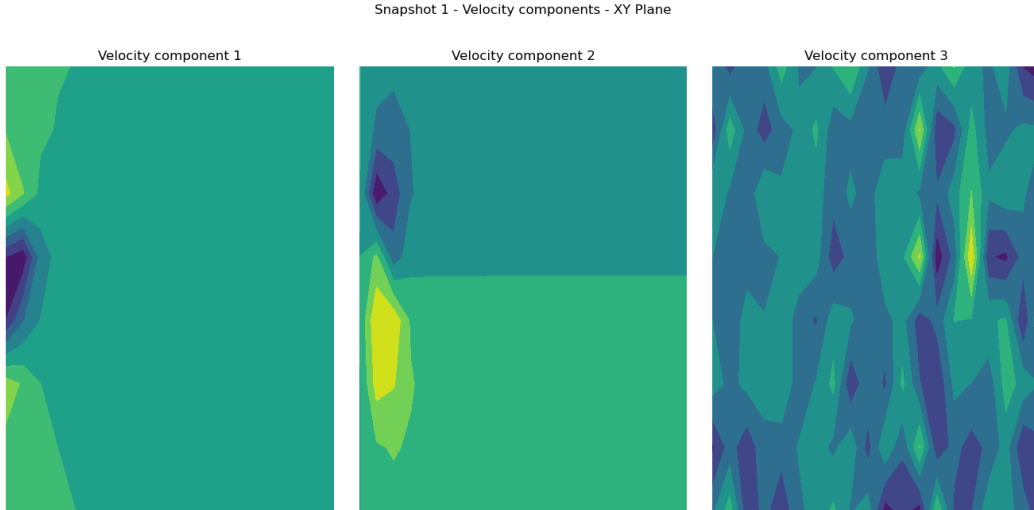 Snapshot 1 - Velocity components - XY Plane
Velocity component 1
Velocity component 2
Velocity component 3